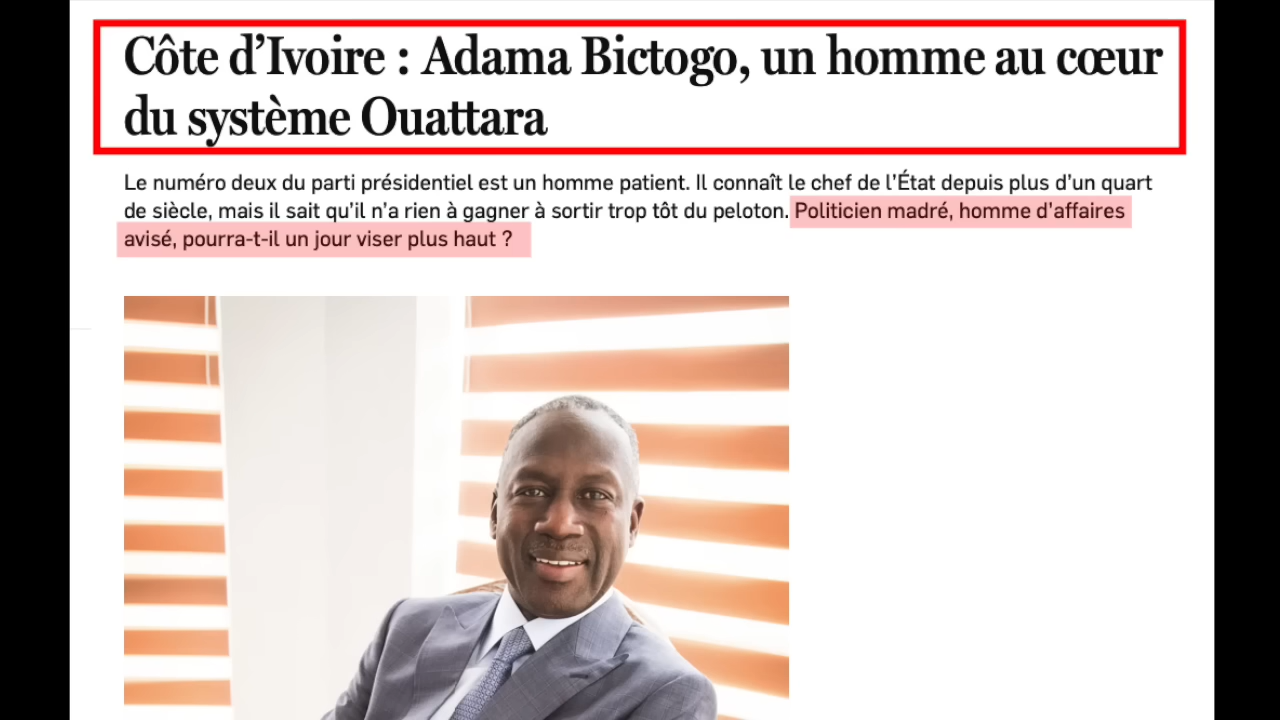 Côte d’Ivoire : Adama Bictogo, un homme au cœur
du système Ouattara
Le numéro deux du parti présidentiel est un homme patient. Il connaît le chef de l’État depuis plus d’un quart
de siècle, mais il sait qu’il n’a rien à gagner à sortir trop tôt du peloton. Politicien madré, homme d’affaires
avisé, pourra-t-il un jour viser plus haut ?